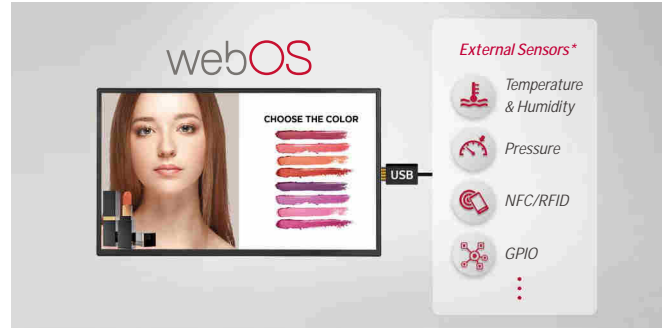 webOS
External Sensors*
CHOOSE THE COLOR
Temperature
& Humidity
Pressure
USB
NFC/RFID
GPIO